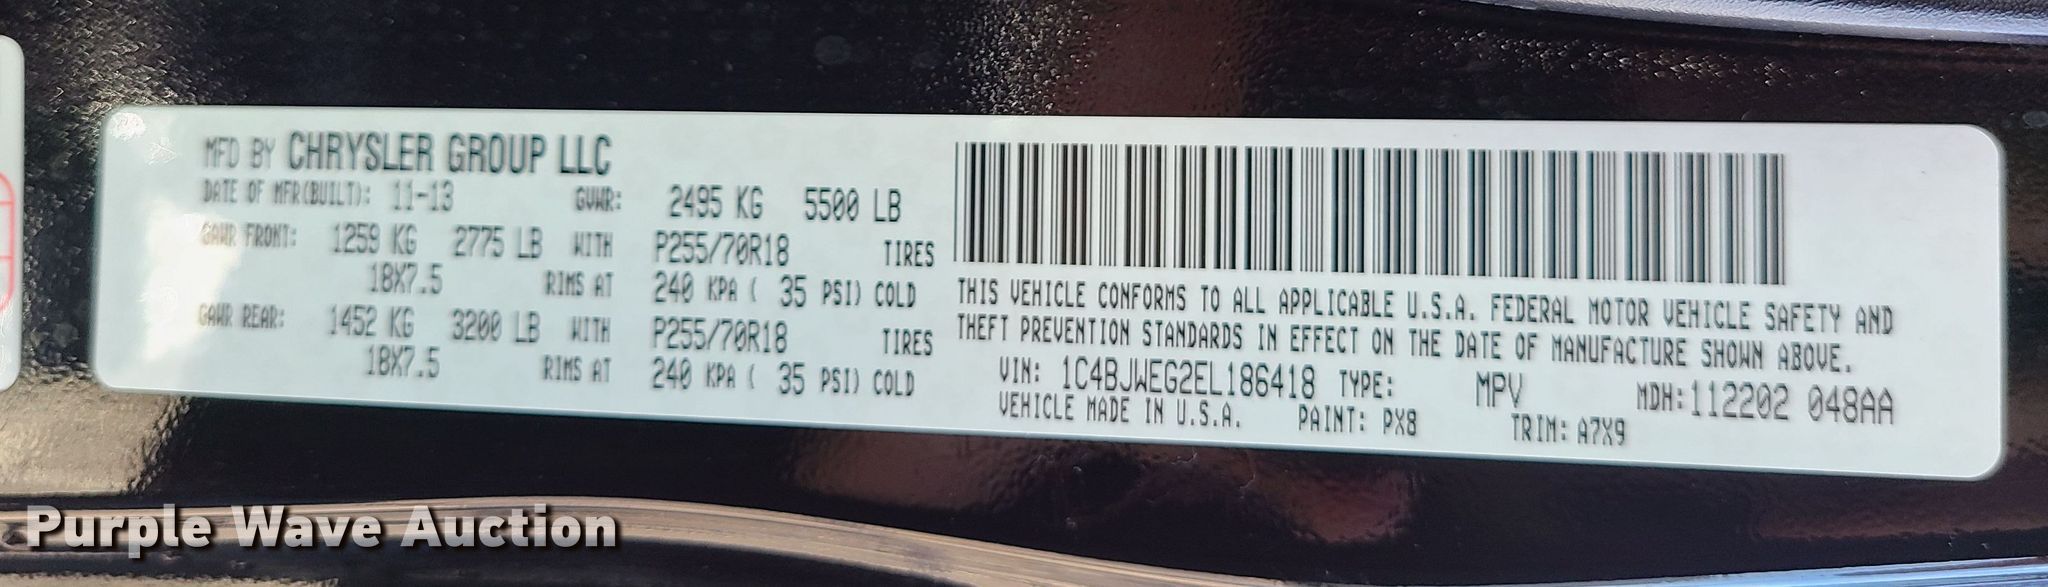 MFD BY CHRYSLER GROUP LLC
DATE OF MFR(BUILT): 11-13 GVWR: 2495 KG 5500 LB
GAWR FRONT: 1259 KG 2775 LB WITH P255/70R18 TIRES
18X7.5 RIMS AT 240 KPA ( 35 PSI) COLD
GAWR REAR: 1452 KG 3200 LB WITH P255/70R18 TIRES
18X7.5 RIMS AT 240 KPA ( 35 PSI) COLD
THIS VEHICLE CONFORMS TO ALL APPLICABLE U.S.A. FEDERAL MOTOR VEHICLE SAFETY AND
THEFT PREVENTION STANDARDS IN EFFECT ON THE DATE OF MANUFACTURE SHOWN ABOVE.
VIN: 1C4BJWEG2EL186418 TYPE: MPV MDH:112202 048AA
VEHICLE MADE IN U.S.A. PAINT: PX8 TRIM: A7X9
Purple Wave Auction